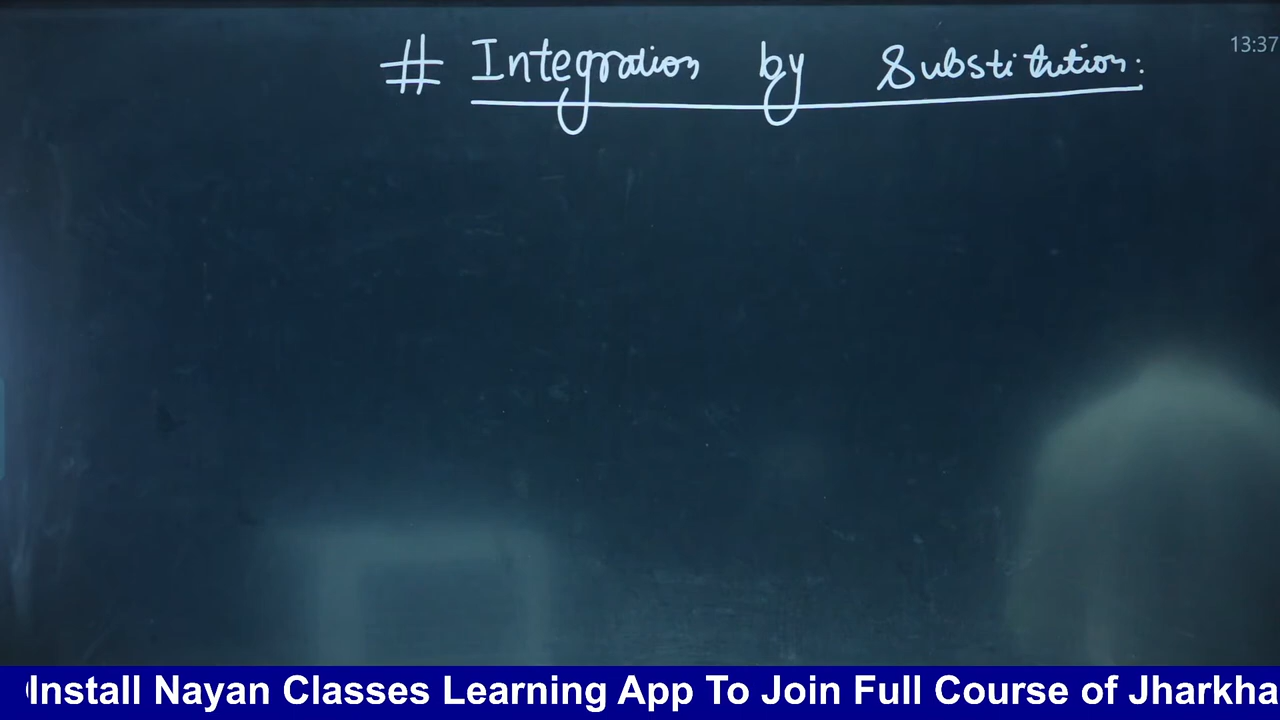 # Integration by Substitution:
13:37
Install Nayan Classes Learning App To Join Full Course of Jharkha